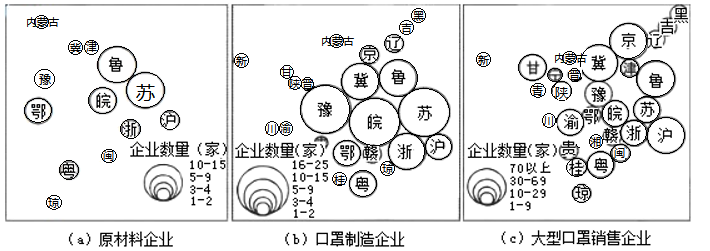 内蒙古
冀 津
鲁
豫
苏
皖
鄂
浙
沪
闽
粤
琼
企业数量(家)
10-15
5-9
3-4
1-2
(a)原材料企业
黑
吉
内蒙古
辽
京
新
甘
陕
晋
冀
鲁
豫
皖
苏
川 渝
鄂
赣
浙
沪
桂
粤
琼
闽
企业数量(家)
16-25
10-15
5-9
3-4
1-2
(b)口罩制造企业
黑
吉
辽
京
新
内蒙古
甘
冀
津
鲁
青
陕
豫
川
渝
鄂
皖
苏
湘
赣
浙
沪
贵
闽
桂
粤
琼
企业数量(家)
70以上
30-69
10-29
1-9
(c)大型口罩销售企业